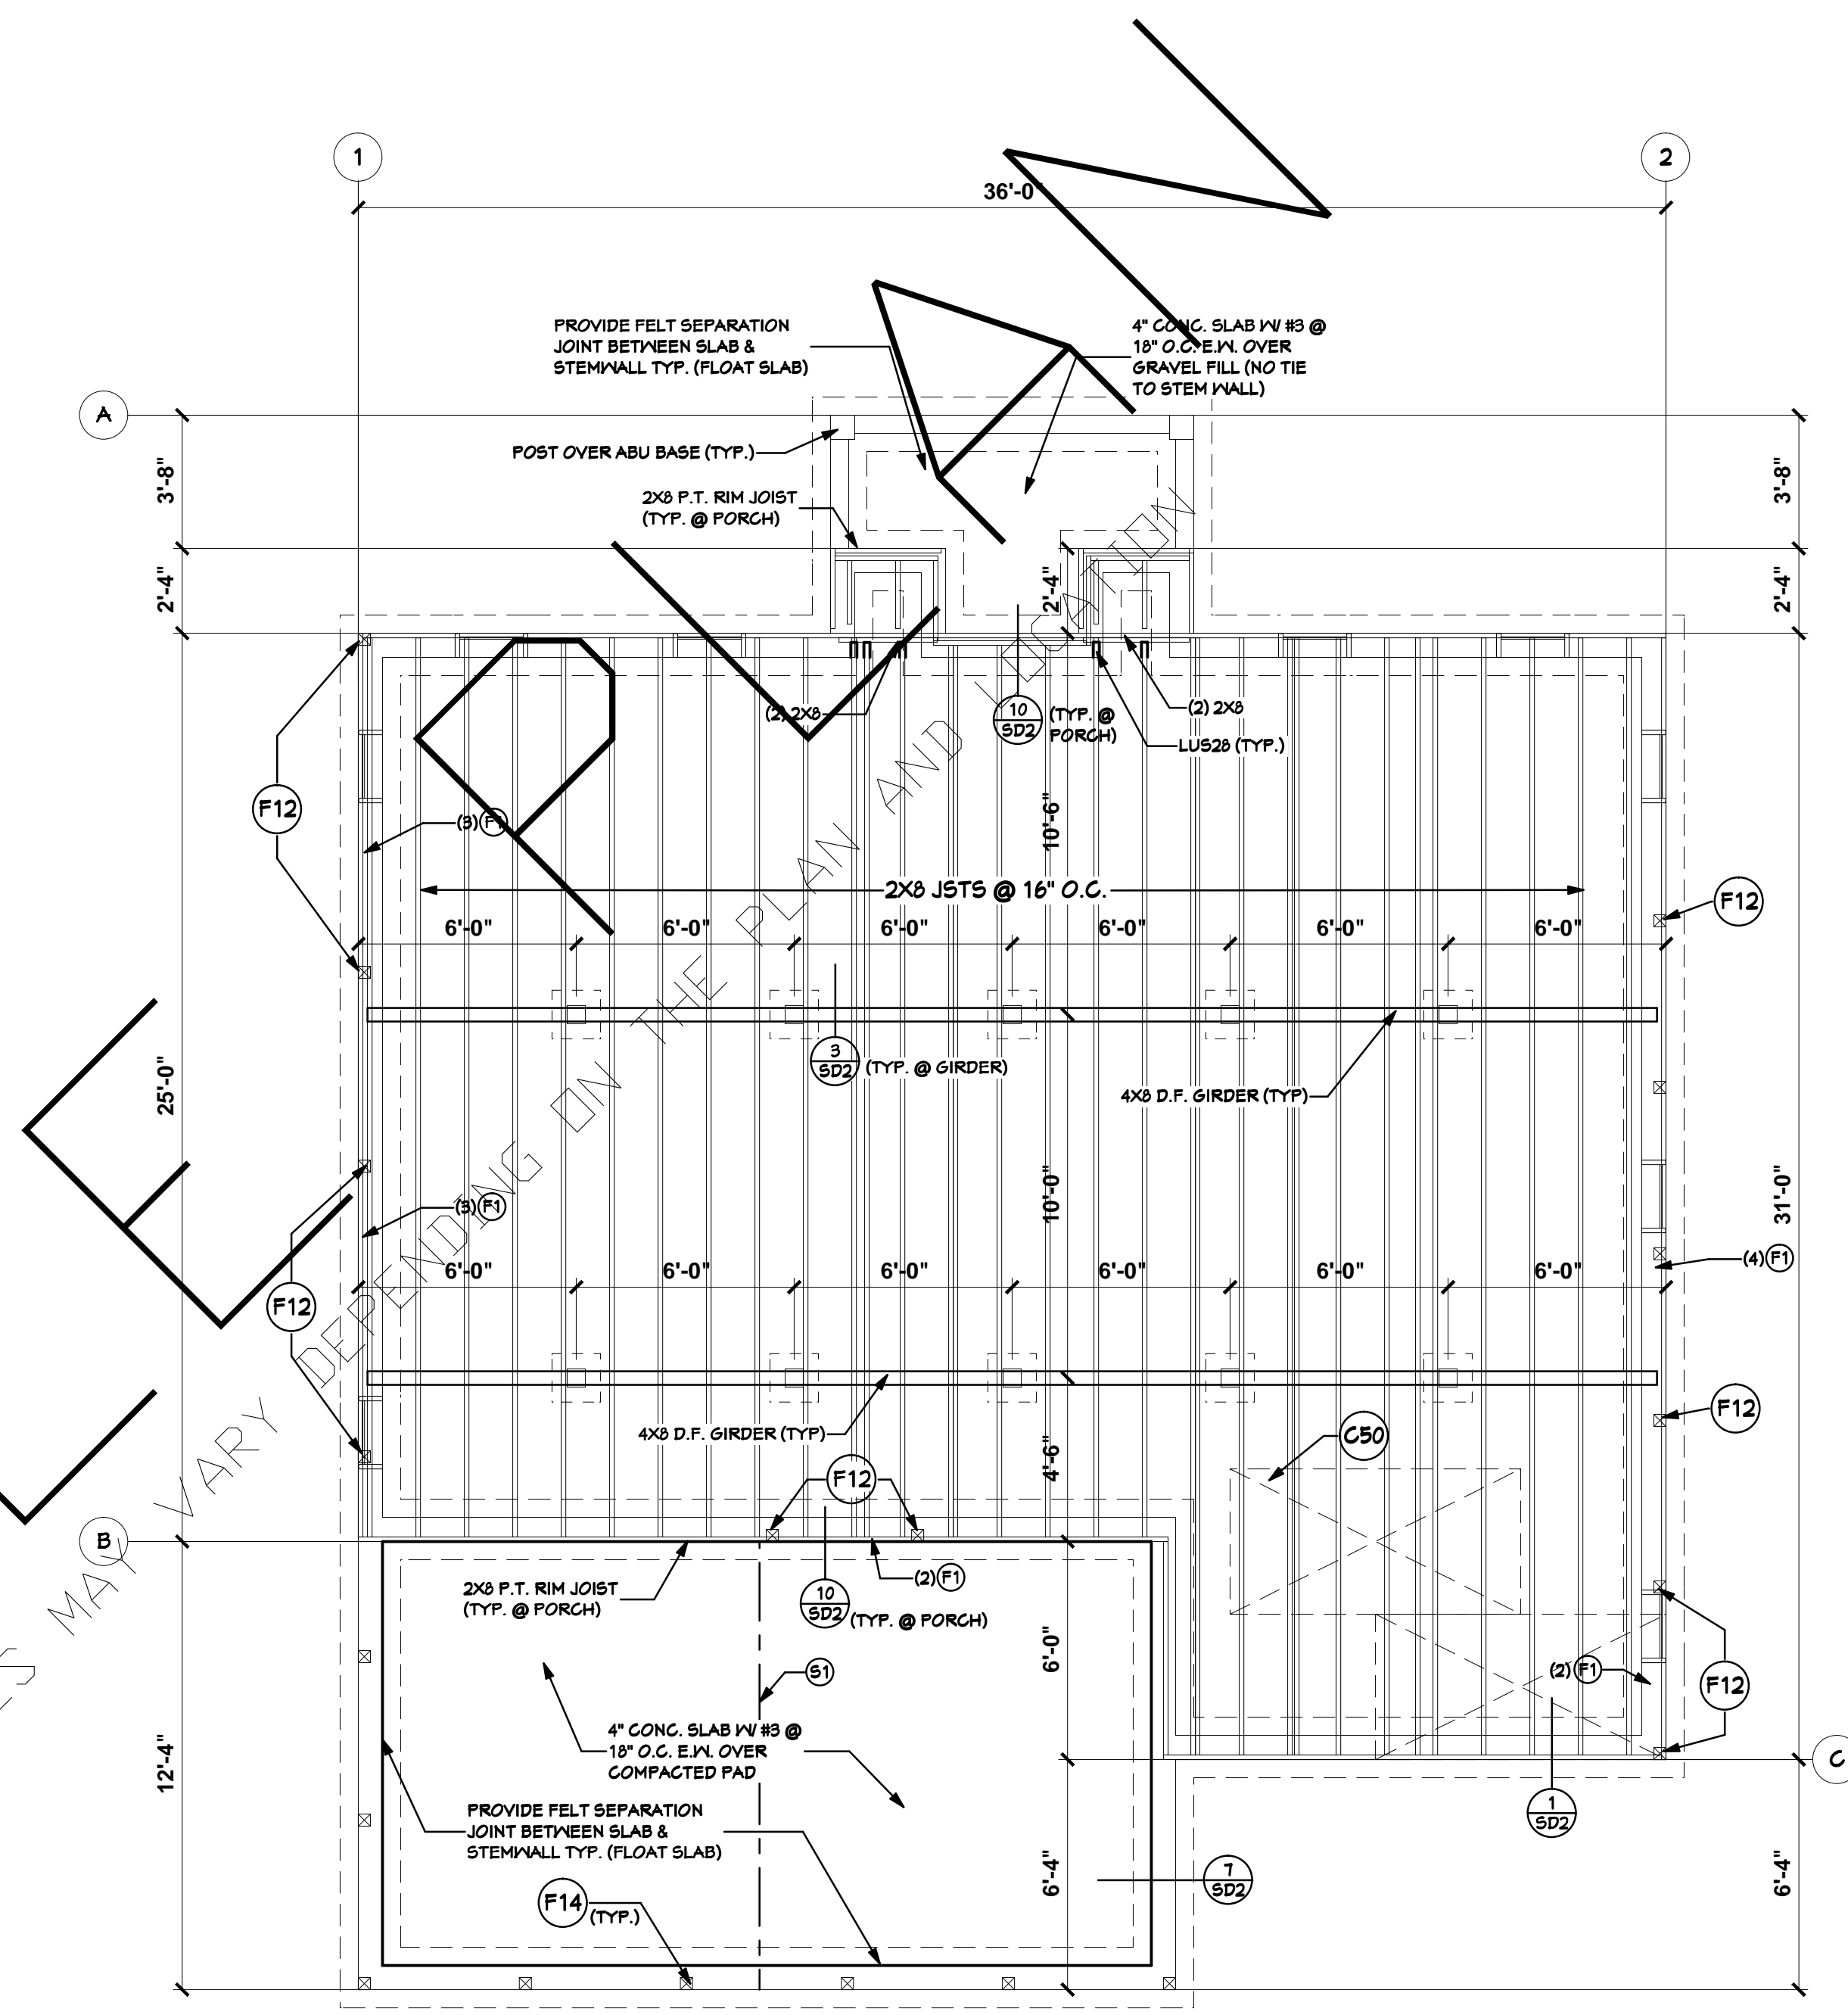 1
2
36'-0"
PROVIDE FELT SEPARATION
JOINT BETWEEN SLAB &
STEMWALL TYP. (FLOAT SLAB)
4" CONC. SLAB W/ #3 @
18" O.C. E.W. OVER
GRAVEL FILL (NO TIE
TO STEM WALL)
A
POST OVER ABU BASE (TYP.)
3'-8"
3'-8"
2X8 P.T. RIM JOIST
(TYP. @ PORCH)
2'-4"
2'-4"
2'-4"
(2) 2X8
10
SD2
(TYP. @
PORCH)
(2) 2X8
LUS28 (TYP.)
F12
(3) F1
10'-6"
2X8 JSTS @ 16" O.C.
F12
6'-0" 6'-0" 6'-0" 6'-0" 6'-0" 6'-0"
3
SD2
(TYP. @ GIRDER)
4X8 D.F. GIRDER (TYP)
25'-0"
10'-0"
31'-0"
(3) F1
(4) F1
6'-0" 6'-0" 6'-0" 6'-0" 6'-0" 6'-0"
F12
F12
4X8 D.F. GIRDER (TYP)
C50
4'-6"
F12
B
2X8 P.T. RIM JOIST
(TYP. @ PORCH)
10
SD2
(TYP. @ PORCH)
(2) F1
6'-0"
S1
(2) F1
F12
4" CONC. SLAB W/ #3 @
18" O.C. E.W. OVER
COMPACTED PAD
12'-4"
C
PROVIDE FELT SEPARATION
JOINT BETWEEN SLAB &
STEMWALL TYP. (FLOAT SLAB)
1
SD2
6'-4"
6'-4"
7
SD2
F14
(TYP.)
MAY VARY DEPENDING ON THE PLAN AND LOCATION